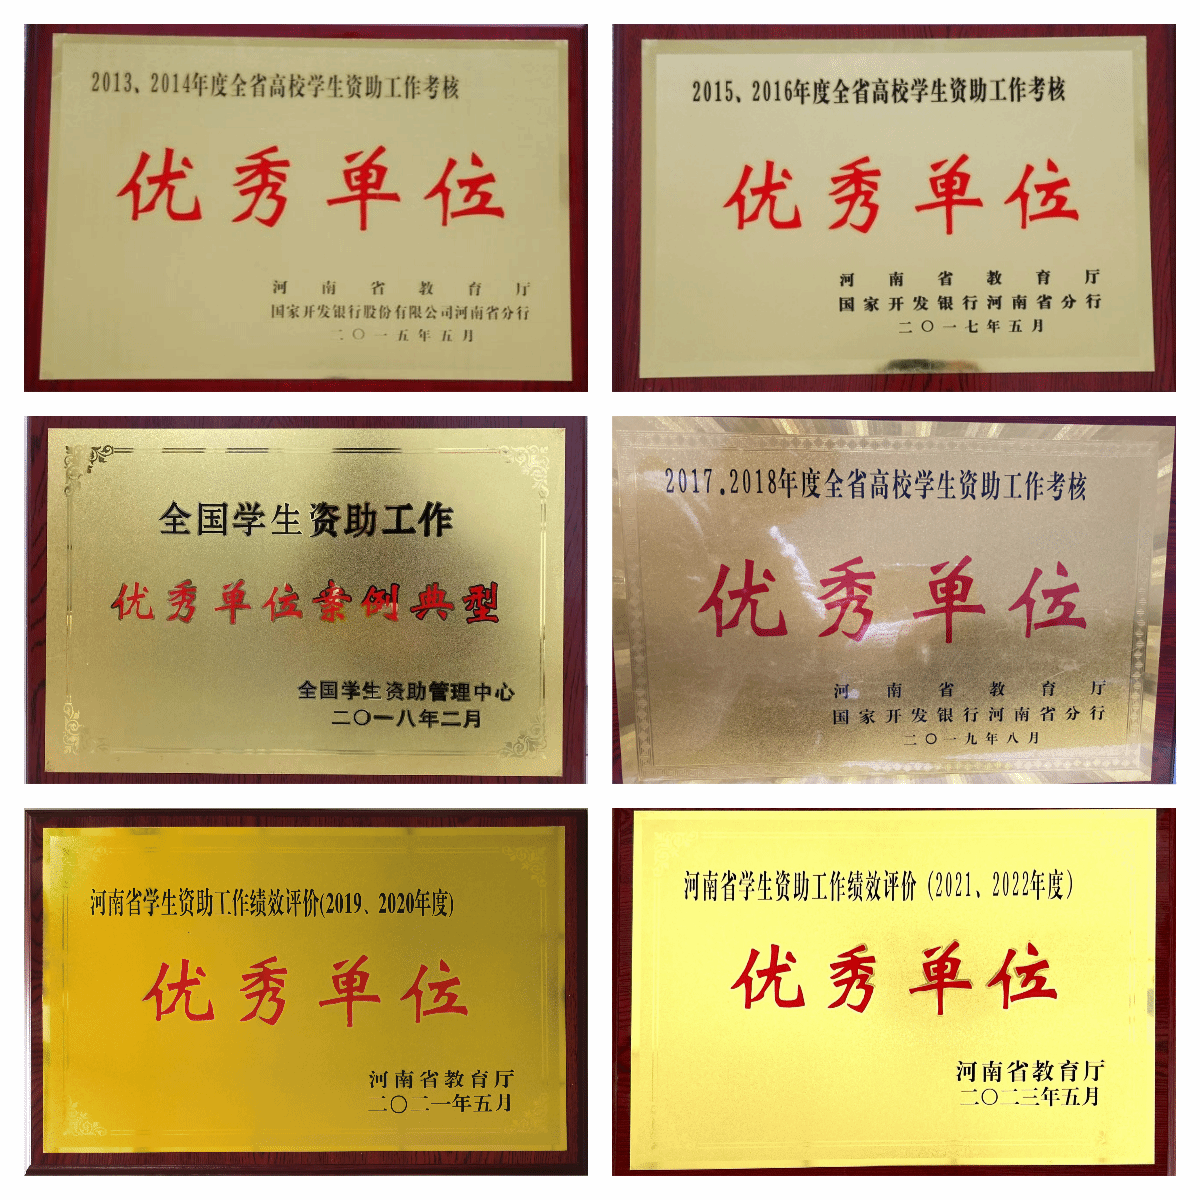 2013、2014年度全省高校学生资助工作考核
优秀单位
河南省教育厅
国家开发银行股份有限公司河南省分行
二〇一五年五月
2015、2016年度全省高校学生资助工作考核
优秀单位
河南省教育厅
国家开发银行河南省分行
二〇一七年五月
全国学生资助工作
优秀单位案例典型
全国学生资助管理中心
二〇一八年二月
2017.2018年度全省高校学生资助工作考核
优秀单位
河南省教育厅
国家开发银行河南省分行
二〇一九年八月
河南省学生资助工作绩效评价(2019、2020年度)
优秀单位
河南省教育厅
二〇二一年五月
河南省学生资助工作绩效评价（2021、2022年度）
优秀单位
河南省教育厅
二〇二三年五月